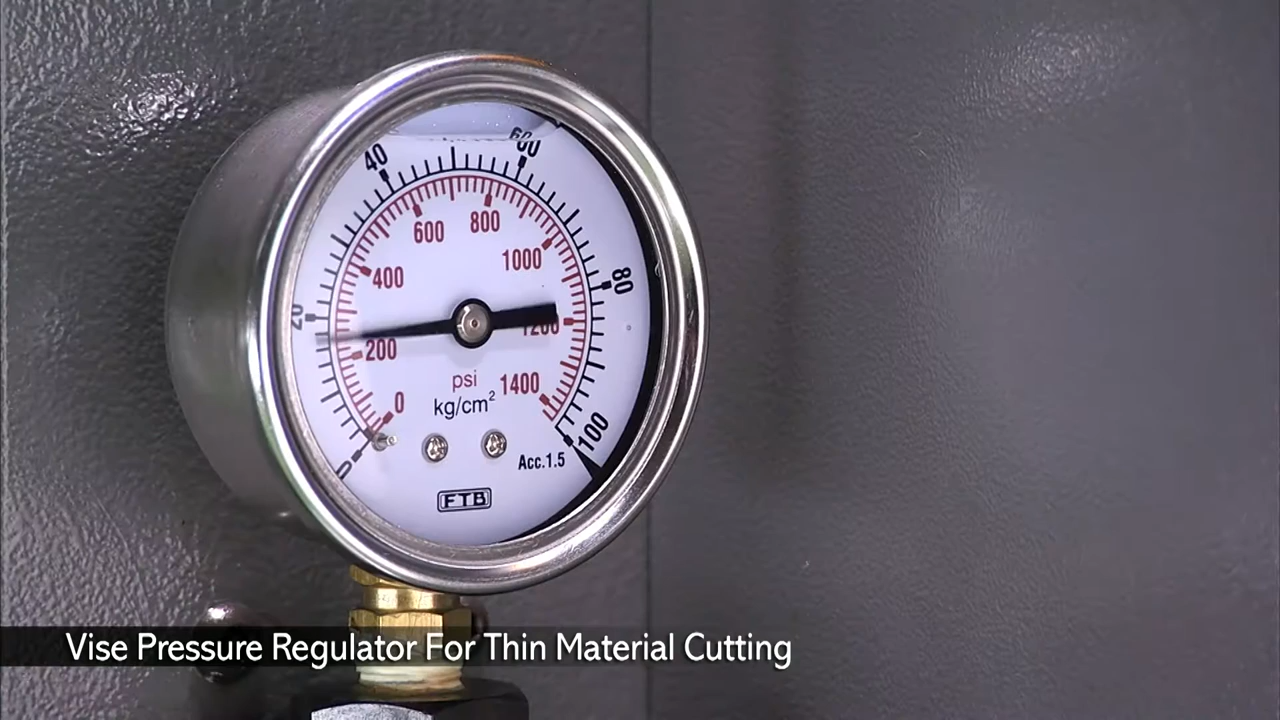 40
60
20
80
0
100
600
800
400
1000
200
1200
0
1400
psi
kg/cm²
Acc.1.5
FTB
Vise Pressure Regulator For Thin Material Cutting